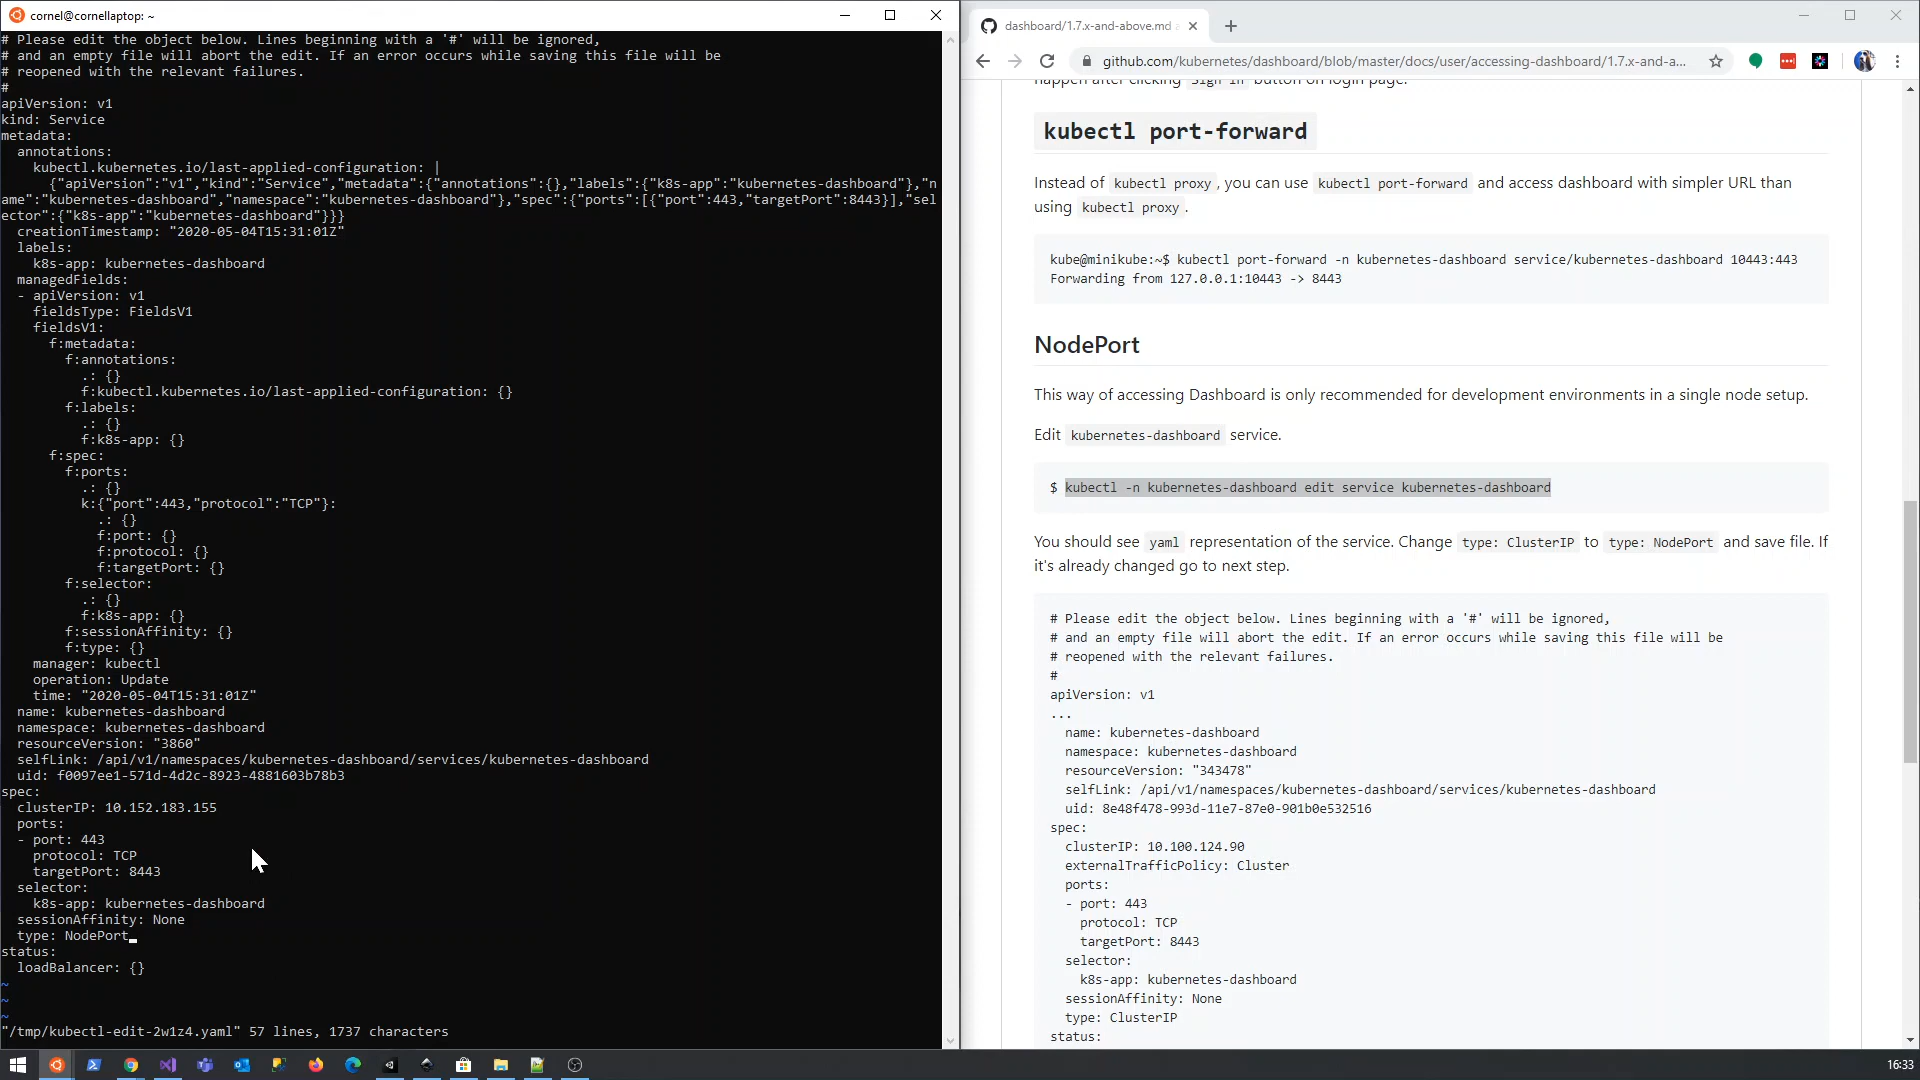 cornel@cornellaptop: ~
# Please edit the object below. Lines beginning with a '#' will be ignored,
# and an empty file will abort the edit. If an error occurs while saving this file will be
# reopened with the relevant failures.
#
apiVersion: v1
kind: Service
metadata:
  annotations:
    kubectl.kubernetes.io/last-applied-configuration: |
      {"apiVersion":"v1","kind":"Service","metadata":{"annotations":{},"labels":{"k8s-app":"kubernetes-dashboard"},"n
ame":"kubernetes-dashboard","namespace":"kubernetes-dashboard"},"spec":{"ports":[{"port":443,"targetPort":8443}],"sel
ector":{"k8s-app":"kubernetes-dashboard"}}}
  creationTimestamp: "2020-05-04T15:31:01Z"
  labels:
    k8s-app: kubernetes-dashboard
  managedFields:
  - apiVersion: v1
    fieldsType: FieldsV1
    fieldsV1:
      f:metadata:
        f:annotations:
          .: {}
          f:kubectl.kubernetes.io/last-applied-configuration: {}
        f:labels:
          .: {}
          f:k8s-app: {}
      f:spec:
        f:ports:
          .: {}
          k:{"port":443,"protocol":"TCP"}:
            .: {}
            f:port: {}
            f:protocol: {}
            f:targetPort: {}
        f:selector:
          .: {}
          f:k8s-app: {}
        f:sessionAffinity: {}
        f:type: {}
    manager: kubectl
    operation: Update
    time: "2020-05-04T15:31:01Z"
  name: kubernetes-dashboard
  namespace: kubernetes-dashboard
  resourceVersion: "3860"
  selfLink: /api/v1/namespaces/kubernetes-dashboard/services/kubernetes-dashboard
  uid: f0097ee1-571d-4d2c-8923-4881603b78b3
spec:
  clusterIP: 10.152.183.155
  ports:
  - port: 443
    protocol: TCP
    targetPort: 8443
  selector:
    k8s-app: kubernetes-dashboard
  sessionAffinity: None
  type: NodePort
status:
  loadBalancer: {}
~
~
~
"/tmp/kubectl-edit-2w1z4.yaml" 57 lines, 1737 characters
dashboard/1.7.x-and-above.md
github.com/kubernetes/dashboard/blob/master/docs/user/accessing-dashboard/1.7.x-and-a...
happen after clicking Sign in button on login page.
kubectl port-forward
Instead of kubectl proxy, you can use kubectl port-forward and access dashboard with simpler URL than
using kubectl proxy.
kube@minikube:~$ kubectl port-forward -n kubernetes-dashboard service/kubernetes-dashboard 10443:443
Forwarding from 127.0.0.1:10443 -> 8443
NodePort
This way of accessing Dashboard is only recommended for development environments in a single node setup.
Edit kubernetes-dashboard service.
$ kubectl -n kubernetes-dashboard edit service kubernetes-dashboard
You should see yaml representation of the service. Change type: ClusterIP to type: NodePort and save file. If
it's already changed go to next step.
# Please edit the object below. Lines beginning with a '#' will be ignored,
# and an empty file will abort the edit. If an error occurs while saving this file will be
# reopened with the relevant failures.
#
apiVersion: v1
...
  name: kubernetes-dashboard
  namespace: kubernetes-dashboard
  resourceVersion: "343478"
  selfLink: /api/v1/namespaces/kubernetes-dashboard/services/kubernetes-dashboard
  uid: 8e48f478-993d-11e7-87e0-901b0e532516
spec:
  clusterIP: 10.100.124.90
  externalTrafficPolicy: Cluster
  ports:
  - port: 443
    protocol: TCP
    targetPort: 8443
  selector:
    k8s-app: kubernetes-dashboard
  sessionAffinity: None
  type: ClusterIP
status:
16:33